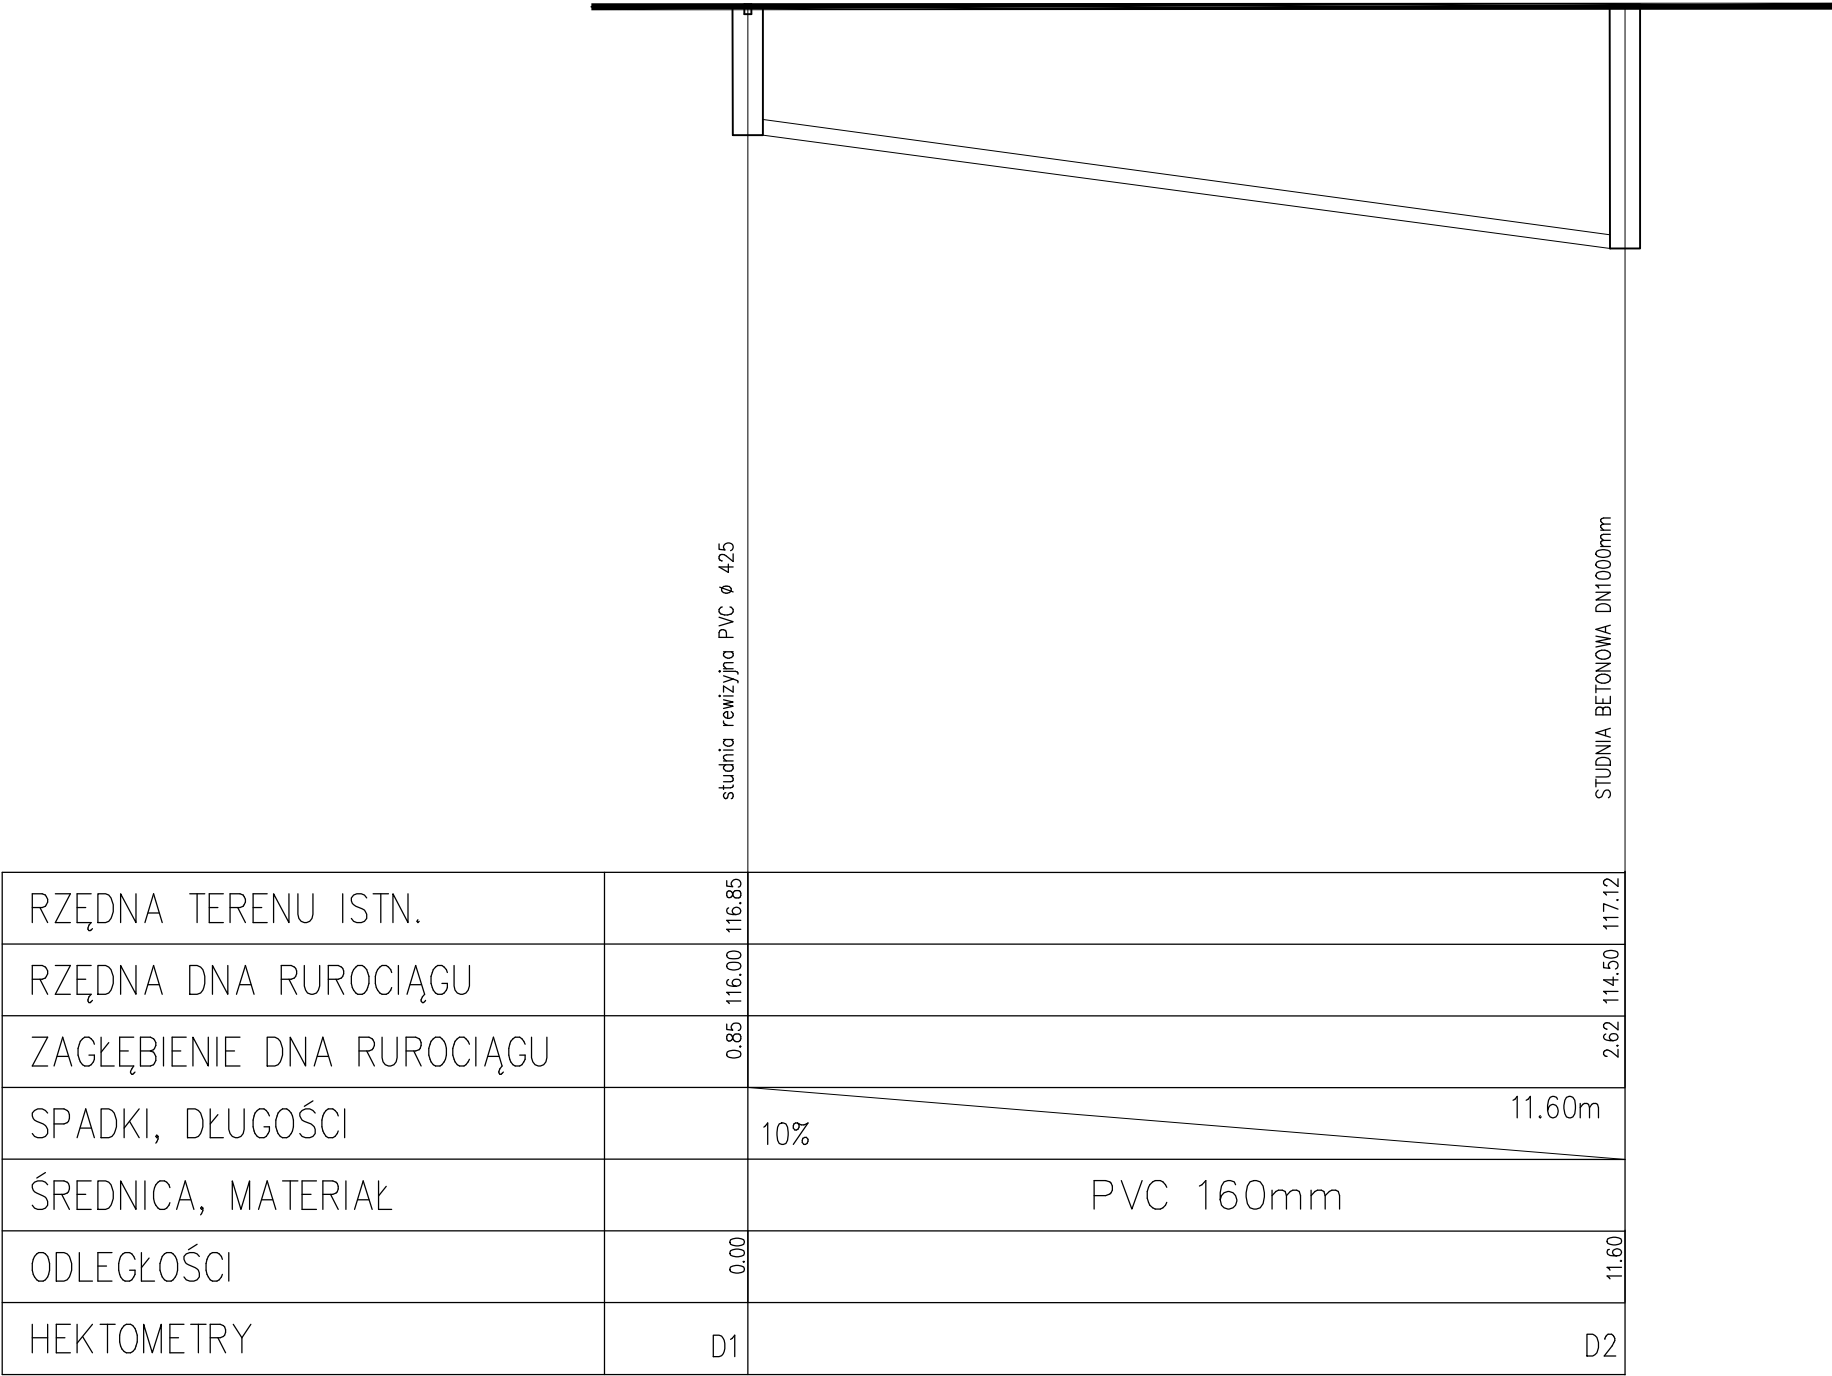 studnia rewizyjna PVC ø 425
STUDNIA BETONOWA DN1000mm
RZĘDNA TERENU ISTN. 116.85 117.12
RZĘDNA DNA RUROCIĄGU 116.00 114.50
ZAGŁĘBIENIE DNA RUROCIĄGU 0.85 2.62
SPADKI, DŁUGOŚCI 10% 11.60m
ŚREDNICA, MATERIAŁ PVC 160mm
ODLEGŁOŚCI 0.00 11.60
HEKTOMETRY D1 D2